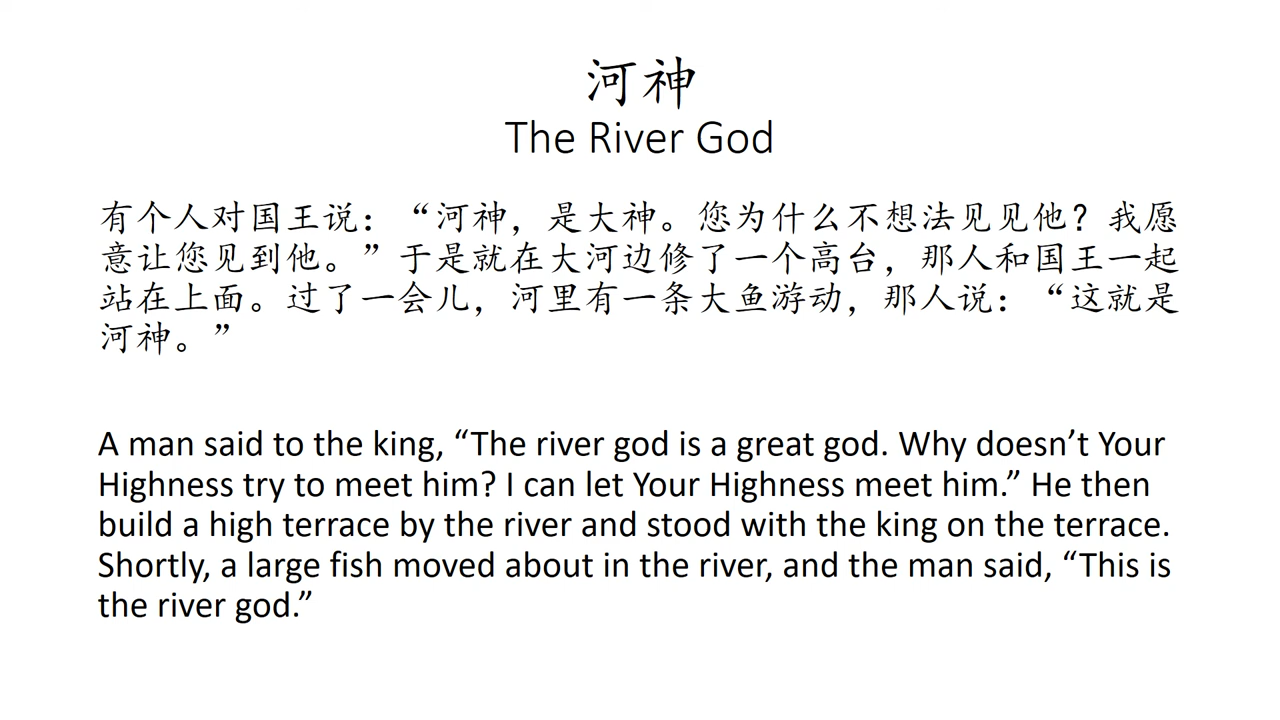 河神
The River God
有个人对国王说：“河神，是大神。您为什么不想法见见他？我愿
意让您见到他。”于是就在大河边修了一个高台，那人和国王一起
站在上面。过了一会儿，河里有一条大鱼游动，那人说：“这就是
河神。”
A man said to the king, “The river god is a great god. Why doesn’t Your
Highness try to meet him? I can let Your Highness meet him.” He then
build a high terrace by the river and stood with the king on the terrace.
Shortly, a large fish moved about in the river, and the man said, “This is
the river god.”